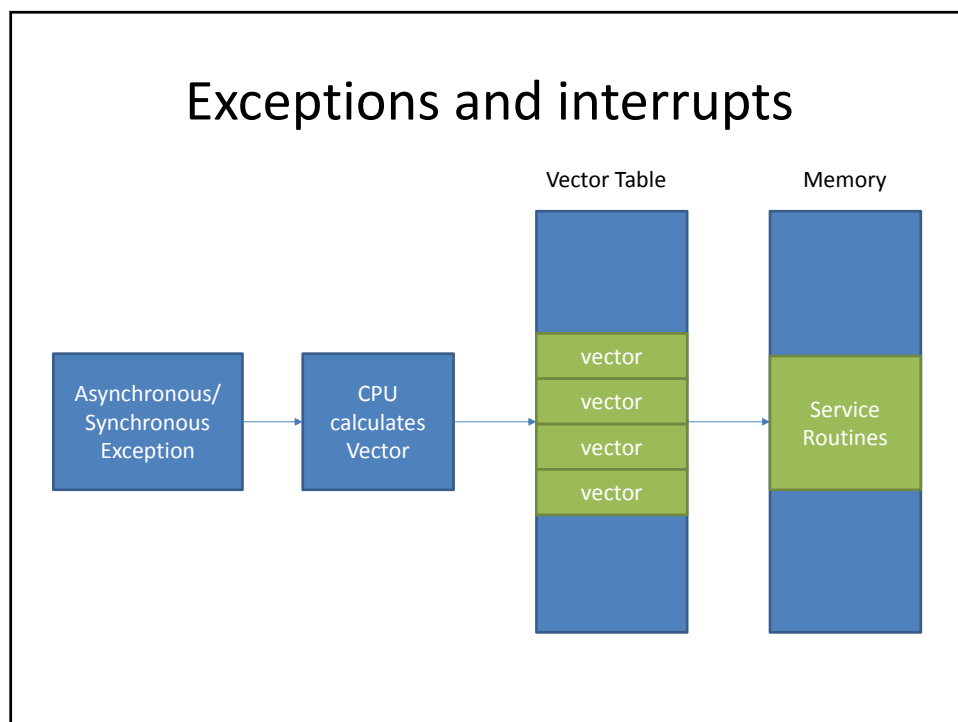 Exceptions and interrupts
Vector Table
Memory
Asynchronous/
Synchronous
Exception
CPU
calculates
Vector
vector
vector
vector
vector
Service
Routines